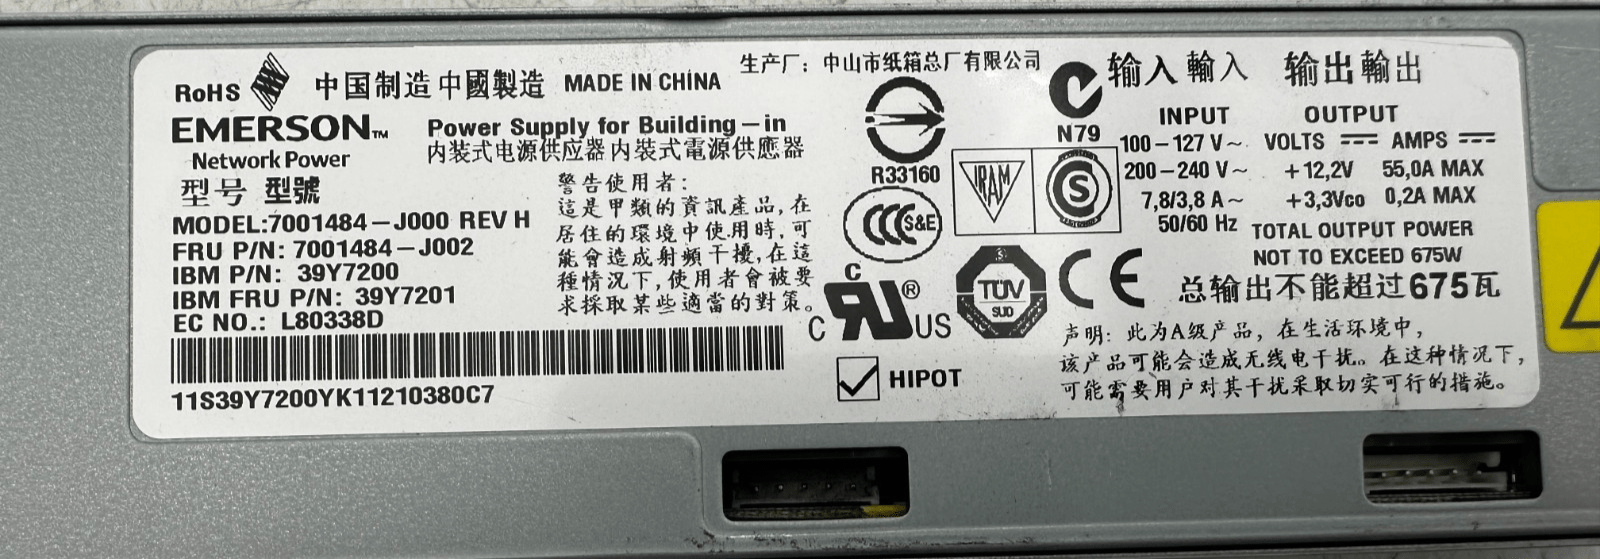 RoHS
中国制造 中國製造 MADE IN CHINA
生产厂：中山市纸箱总厂有限公司
EMERSON™
Network Power
Power Supply for Building-in
内装式电源供应器 内裝式電源供應器
型号 型號
MODEL:7001484-J000 REV H
FRU P/N: 7001484-J002
IBM P/N: 39Y7200
IBM FRU P/N: 39Y7201
EC NO.: L80338D
11S39Y7200YK11210380C7
警告使用者：
這是甲類的資訊產品，在
居住的環境中使用時，可
能會造成射頻干擾，在這
種情況下，使用者會被要
求採取某些適當的對策。
R33160
N79
IRAM
S
S&E
C
C ® US
TÜV
SUD
CE
HIPOT
输入 輸入 输出 輸出
INPUT OUTPUT
100-127 V~ VOLTS AMPS
200-240 V~ +12,2V 55,0A MAX
7,8/3,8 A~ +3,3Vco 0,2A MAX
50/60 Hz TOTAL OUTPUT POWER
NOT TO EXCEED 675W
总输出不能超过675瓦
声明：此为A级产品，在生活环境中，
该产品可能会造成无线电干扰。在这种情况下，
可能需要用户对其干扰采取切实可行的措施。